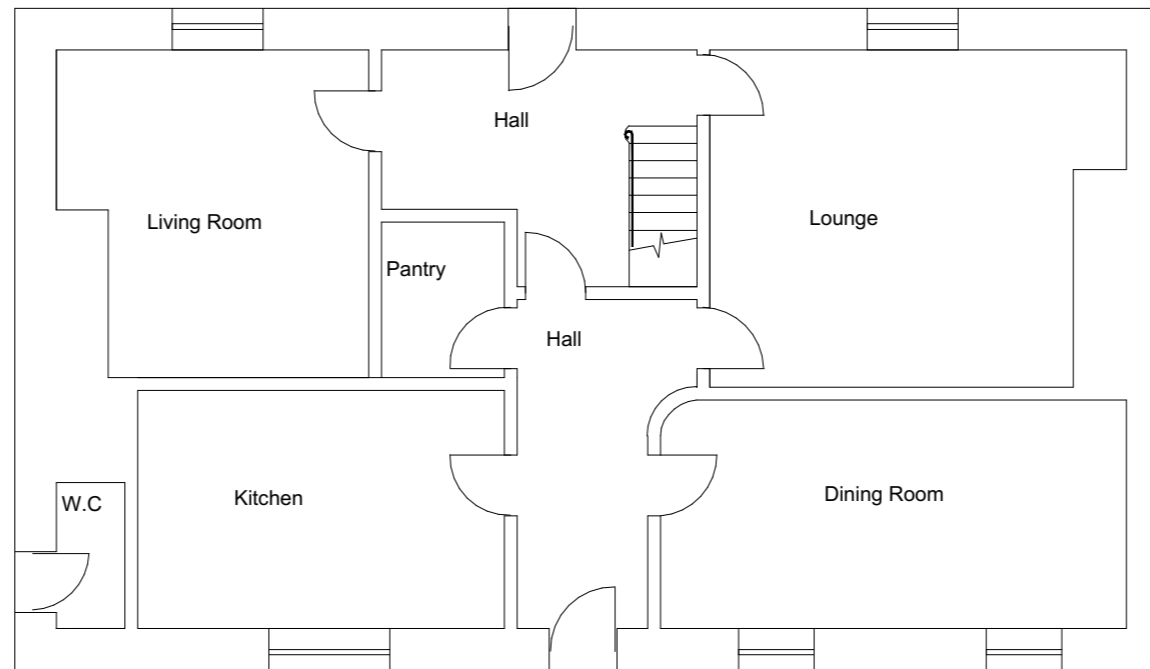 Hall
Living Room
Lounge
Pantry
Hall
W.C
Kitchen
Dining Room